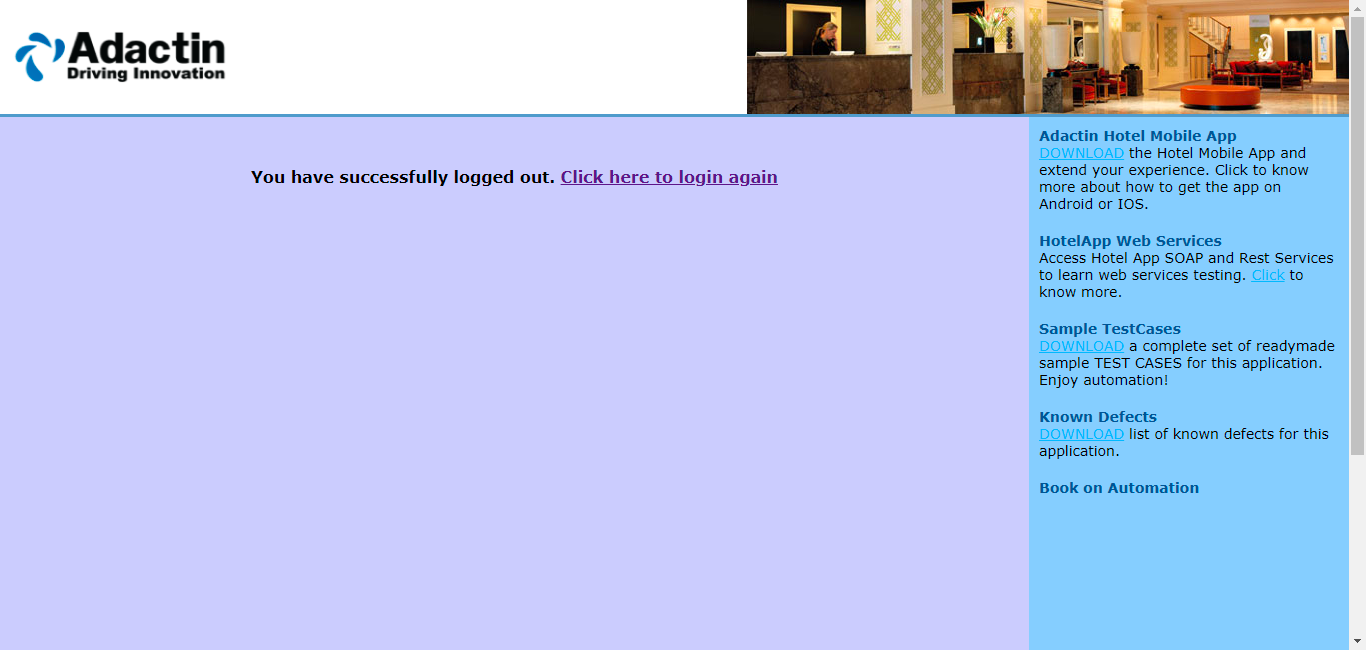 Adactin
Driving Innovation
You have successfully logged out. Click here to login again
Adactin Hotel Mobile App
DOWNLOAD the Hotel Mobile App and
extend your experience. Click to know
more about how to get the app on
Android or IOS.
HotelApp Web Services
Access Hotel App SOAP and Rest Services
to learn web services testing. Click to
know more.
Sample TestCases
DOWNLOAD a complete set of readymade
sample TEST CASES for this application.
Enjoy automation!
Known Defects
DOWNLOAD list of known defects for this
application.
Book on Automation